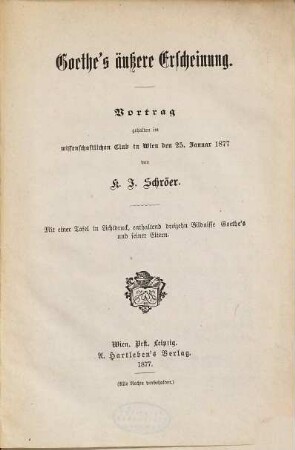 Goethe's äußere Erscheinung.
Vortrag
gehalten im
wissenschaftlichen Club in Wien den 25. Januar 1877
von
K. J. Schröer.
Mit einer Tafel in Lichtdruck, enthaltend dreizehn Bildnisse Goethe's
und seiner Eltern.
Wien. Pest. Leipzig.
A. Hartleben's Verlag.
1877.
(Alle Rechte vorbehalten.)